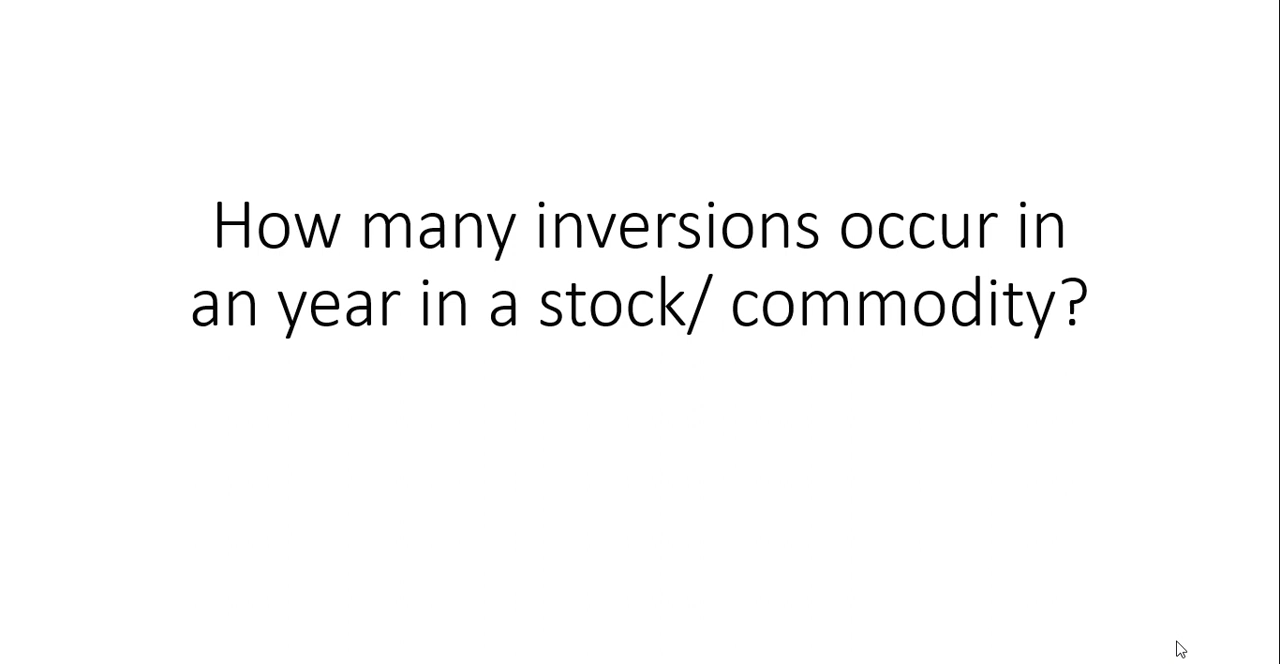 How many inversions occur in
an year in a stock/ commodity?